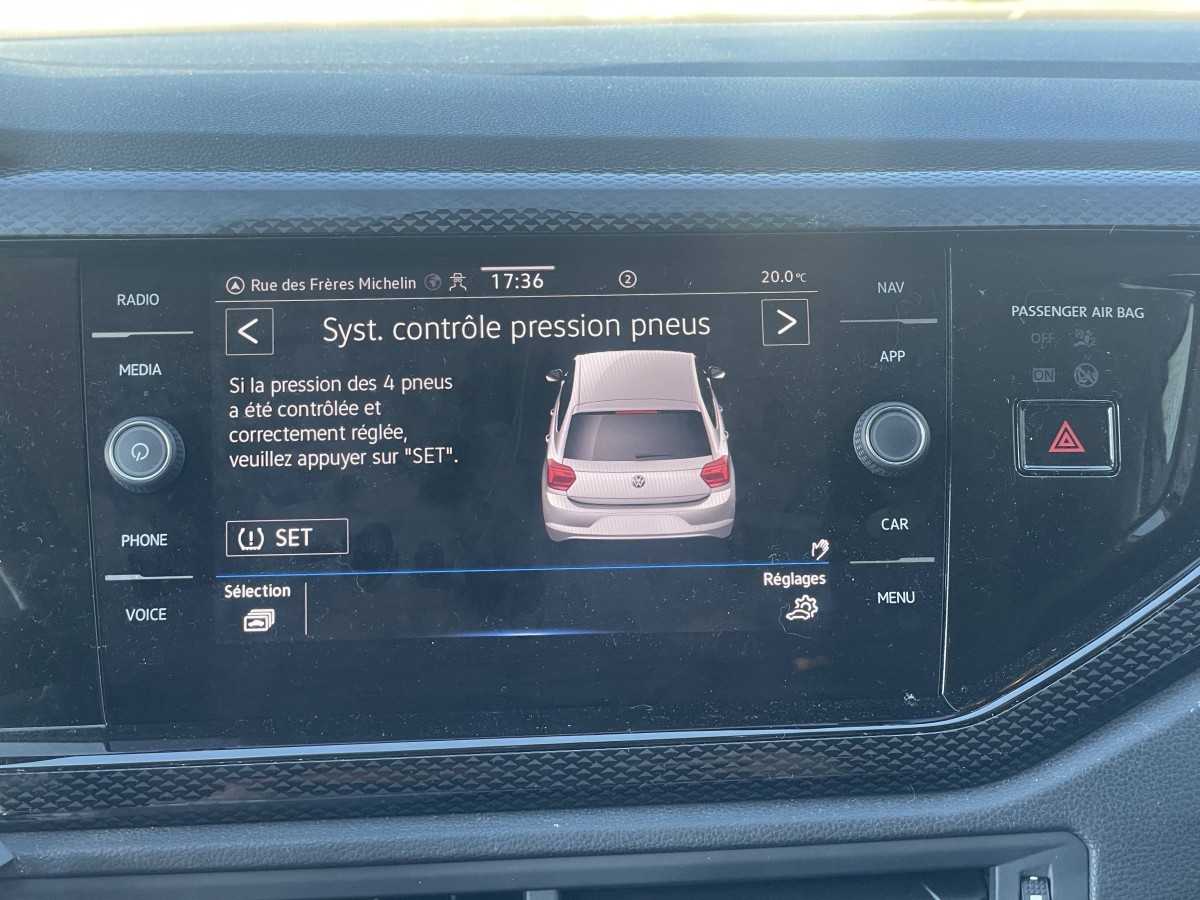 RADIO
MEDIA
PHONE
VOICE
Rue des Frères Michelin
17:36
2
20.0°C
Syst. contrôle pression pneus
Si la pression des 4 pneus
a été contrôlée et
correctement réglée,
veuillez appuyer sur "SET".
SET
Sélection
Réglages
NAV
APP
CAR
MENU
PASSENGER AIR BAG
OFF
ON